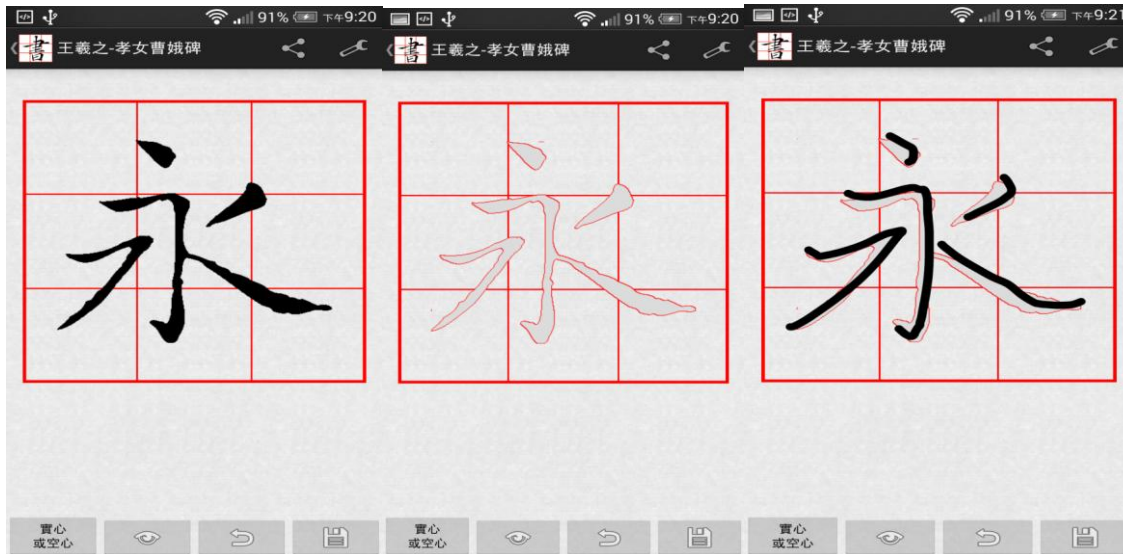 91% 下午9:20
書 王羲之-孝女曹娥碑
永
實心
或空心
91% 下午9:20
書 王羲之-孝女曹娥碑
永
實心
或空心
91% 下午9:21
書 王羲之-孝女曹娥碑
永
實心
或空心